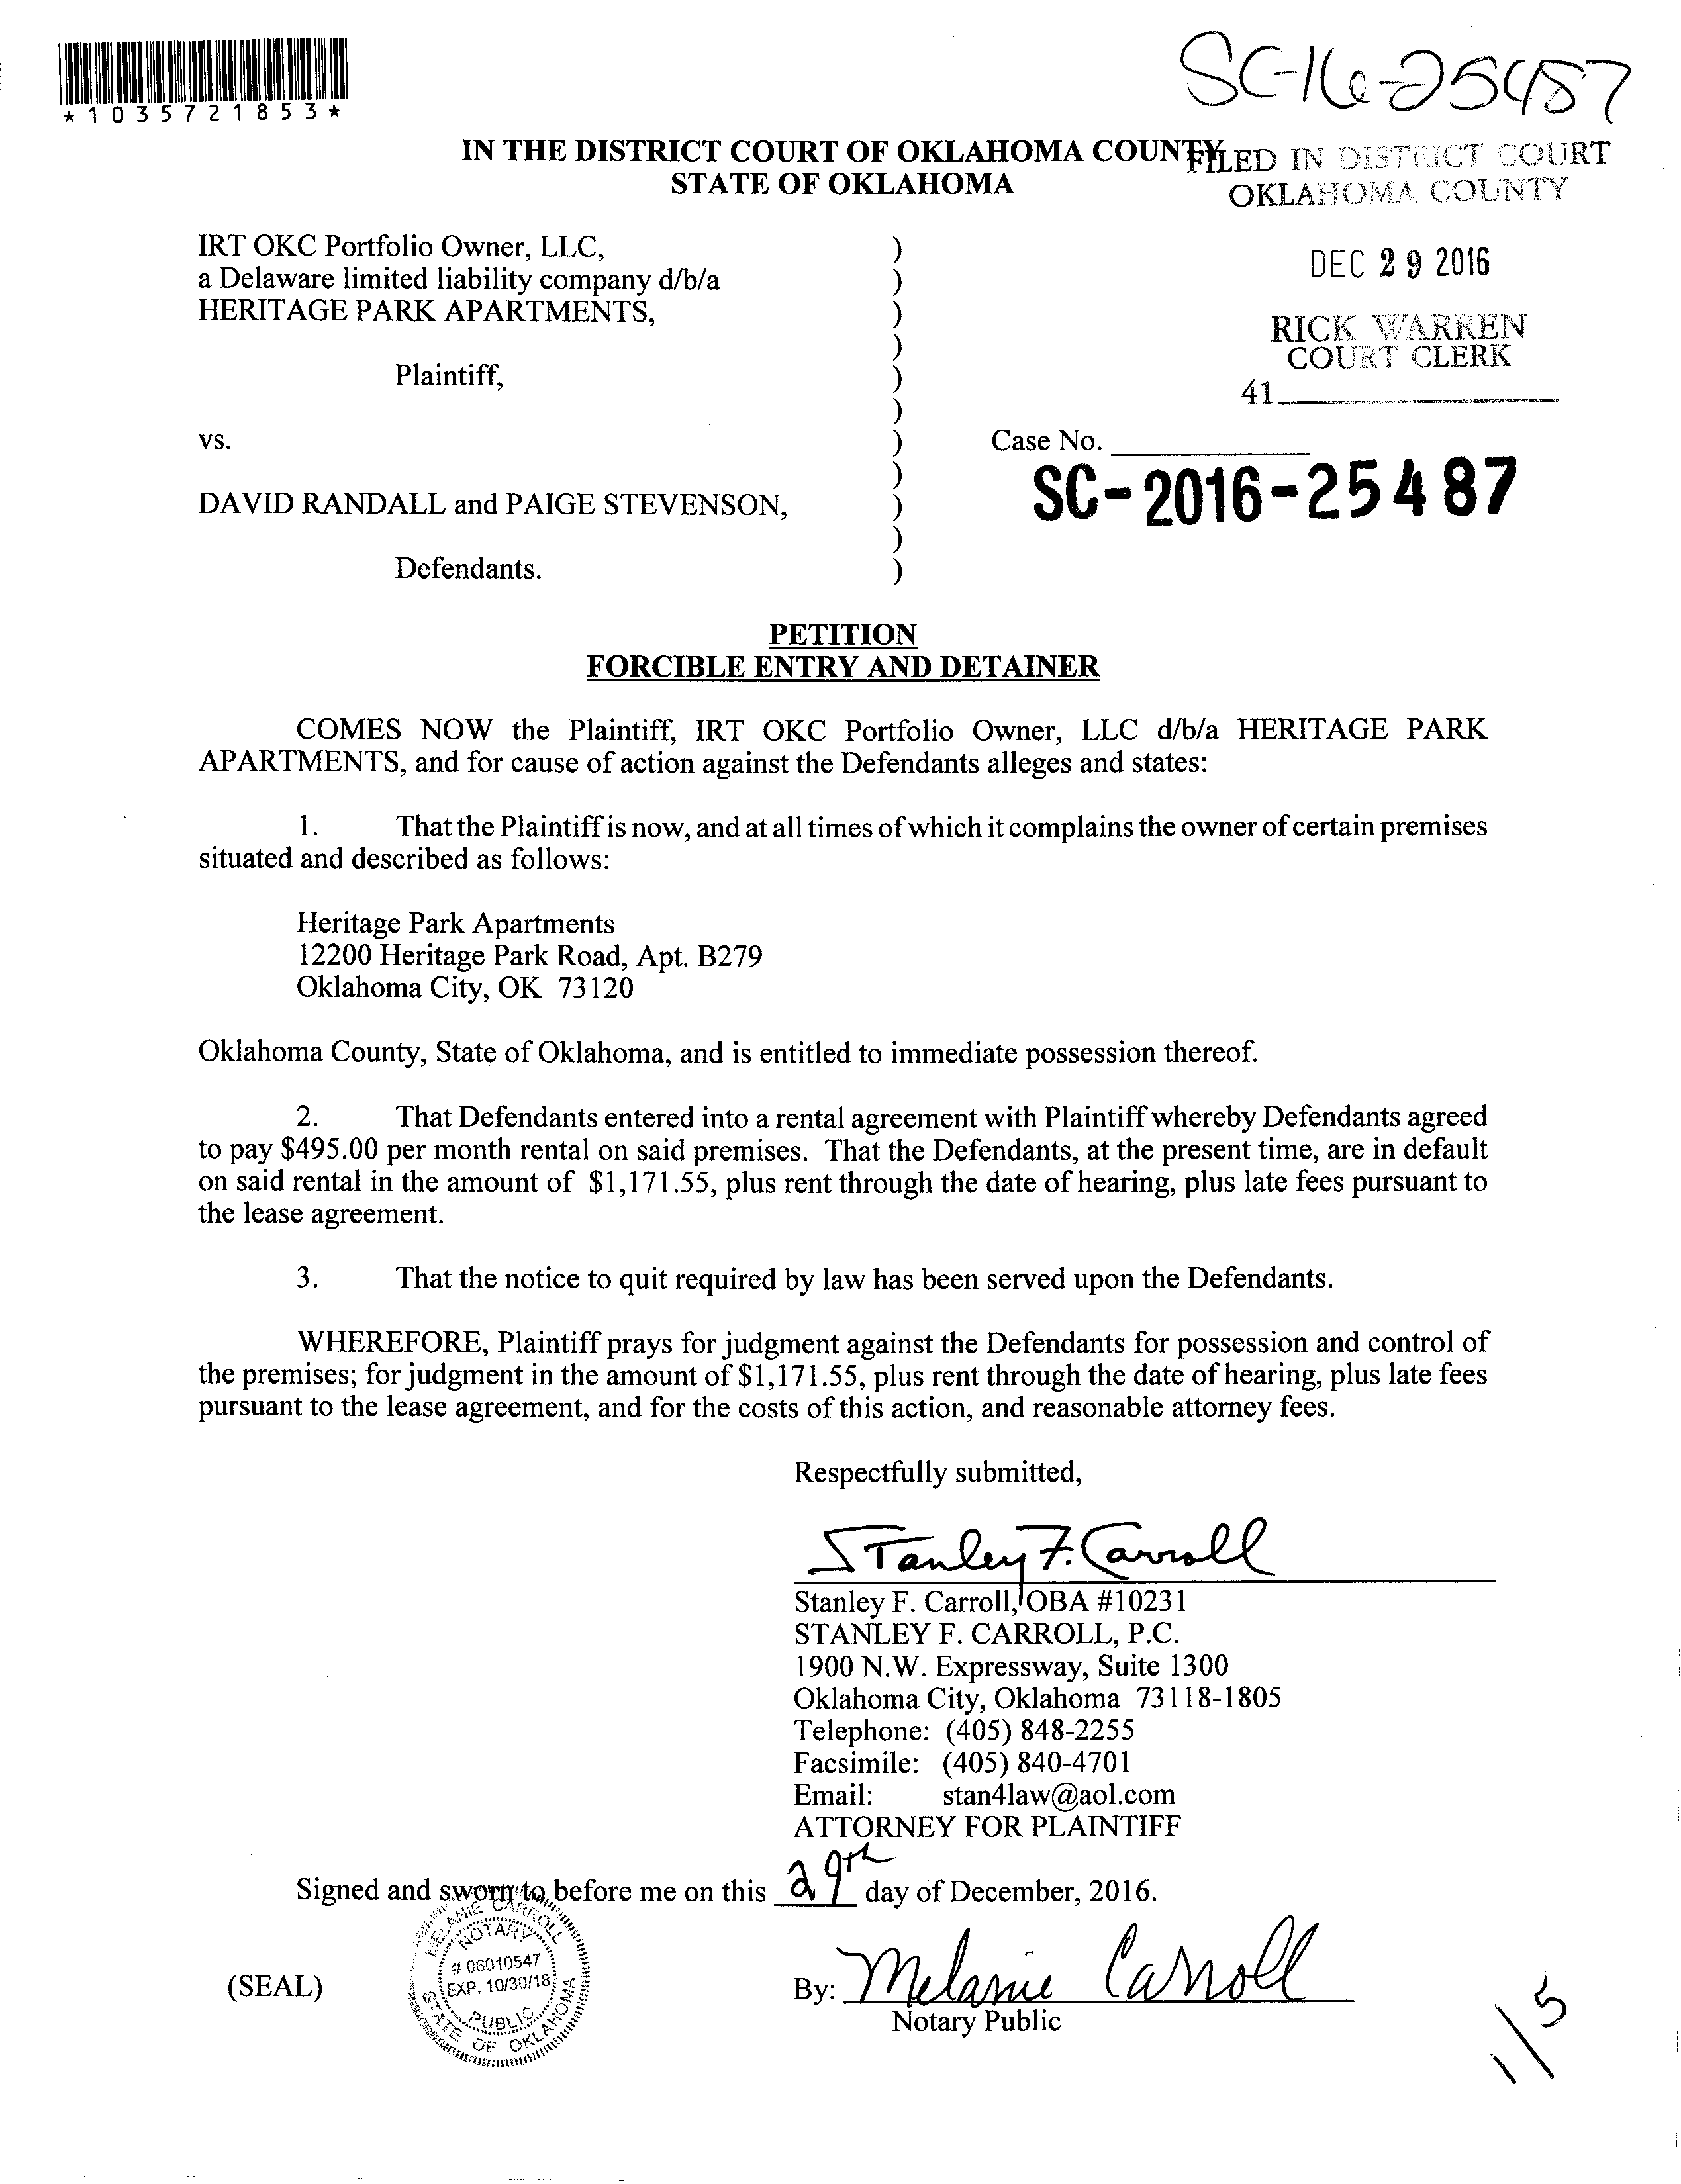 SC-16-25487
*1035721853*
IN THE DISTRICT COURT OF OKLAHOMA COUNTY
STATE OF OKLAHOMA
FILED IN DISTRICT COURT
OKLAHOMA COUNTY
DEC 29 2016
RICK WARREN
COURT CLERK
41
IRT OKC Portfolio Owner, LLC, )
a Delaware limited liability company d/b/a )
HERITAGE PARK APARTMENTS, )
)
Plaintiff, )
)
vs. ) Case No.
)
SC-2016-25487
DAVID RANDALL and PAIGE STEVENSON, )
)
Defendants. )
PETITION
FORCIBLE ENTRY AND DETAINER
COMES NOW the Plaintiff, IRT OKC Portfolio Owner, LLC d/b/a HERITAGE PARK
APARTMENTS, and for cause of action against the Defendants alleges and states:
1. That the Plaintiff is now, and at all times of which it complains the owner of certain premises
situated and described as follows:
Heritage Park Apartments
12200 Heritage Park Road, Apt. B279
Oklahoma City, OK 73120
Oklahoma County, State of Oklahoma, and is entitled to immediate possession thereof.
2. That Defendants entered into a rental agreement with Plaintiff whereby Defendants agreed
to pay $495.00 per month rental on said premises. That the Defendants, at the present time, are in default
on said rental in the amount of $1,171.55, plus rent through the date of hearing, plus late fees pursuant to
the lease agreement.
3. That the notice to quit required by law has been served upon the Defendants.
WHEREFORE, Plaintiff prays for judgment against the Defendants for possession and control of
the premises; for judgment in the amount of $1,171.55, plus rent through the date of hearing, plus late fees
pursuant to the lease agreement, and for the costs of this action, and reasonable attorney fees.
Respectfully submitted,
Stanley F. Carroll
Stanley F. Carroll, OBA #10231
STANLEY F. CARROLL, P.C.
1900 N.W. Expressway, Suite 1300
Oklahoma City, Oklahoma 73118-1805
Telephone: (405) 848-2255
Facsimile: (405) 840-4701
Email: stan4law@aol.com
ATTORNEY FOR PLAINTIFF
Signed and sworn to before me on this 29th day of December, 2016.
MELANIE CARROLL
NOTARY
# 06010547
EXP. 10/30/18
PUBLIC
STATE OF OKLAHOMA
(SEAL)
By: Melanie Carroll
Notary Public
1/5